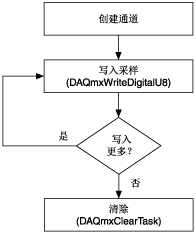 创建通道
写入采样
(DAQmxWriteDigitalU8)
写入
更多?
是
否
清除
(DAQmxClearTask)